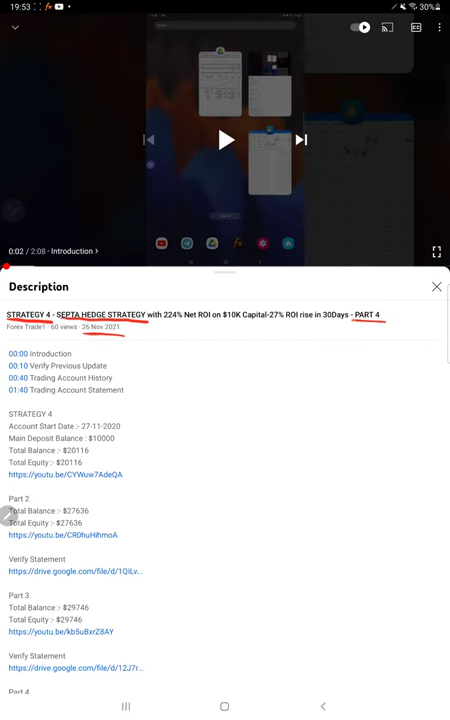 19:53
30%
CC
0:02 / 2:08 · Introduction >
Description
STRATEGY 4 - SEPTA HEDGE STRATEGY with 224% Net ROI on $10K Capital-27% ROI rise in 30Days - PART 4
Forex Trade1 · 60 views · 26 Nov 2021
00:00 Introduction
00:10 Verify Previous Update
00:40 Trading Account History
01:40 Trading Account Statement
STRATEGY 4
Account Start Date :- 27-11-2020
Main Deposit Balance : $10000
Total Balance :- $20116
Total Equity :- $20116
https://youtu.be/CYWuw7AdeQA
Part 2
Total Balance :- $27636
Total Equity :- $27636
https://youtu.be/CR0huHihmoA
Verify Statement
https://drive.google.com/file/d/1QILv...
Part 3
Total Balance :- $29746
Total Equity :- $29746
https://youtu.be/kb5uBxrZ8AY
Verify Statement
https://drive.google.com/file/d/12J7r...
Part 4